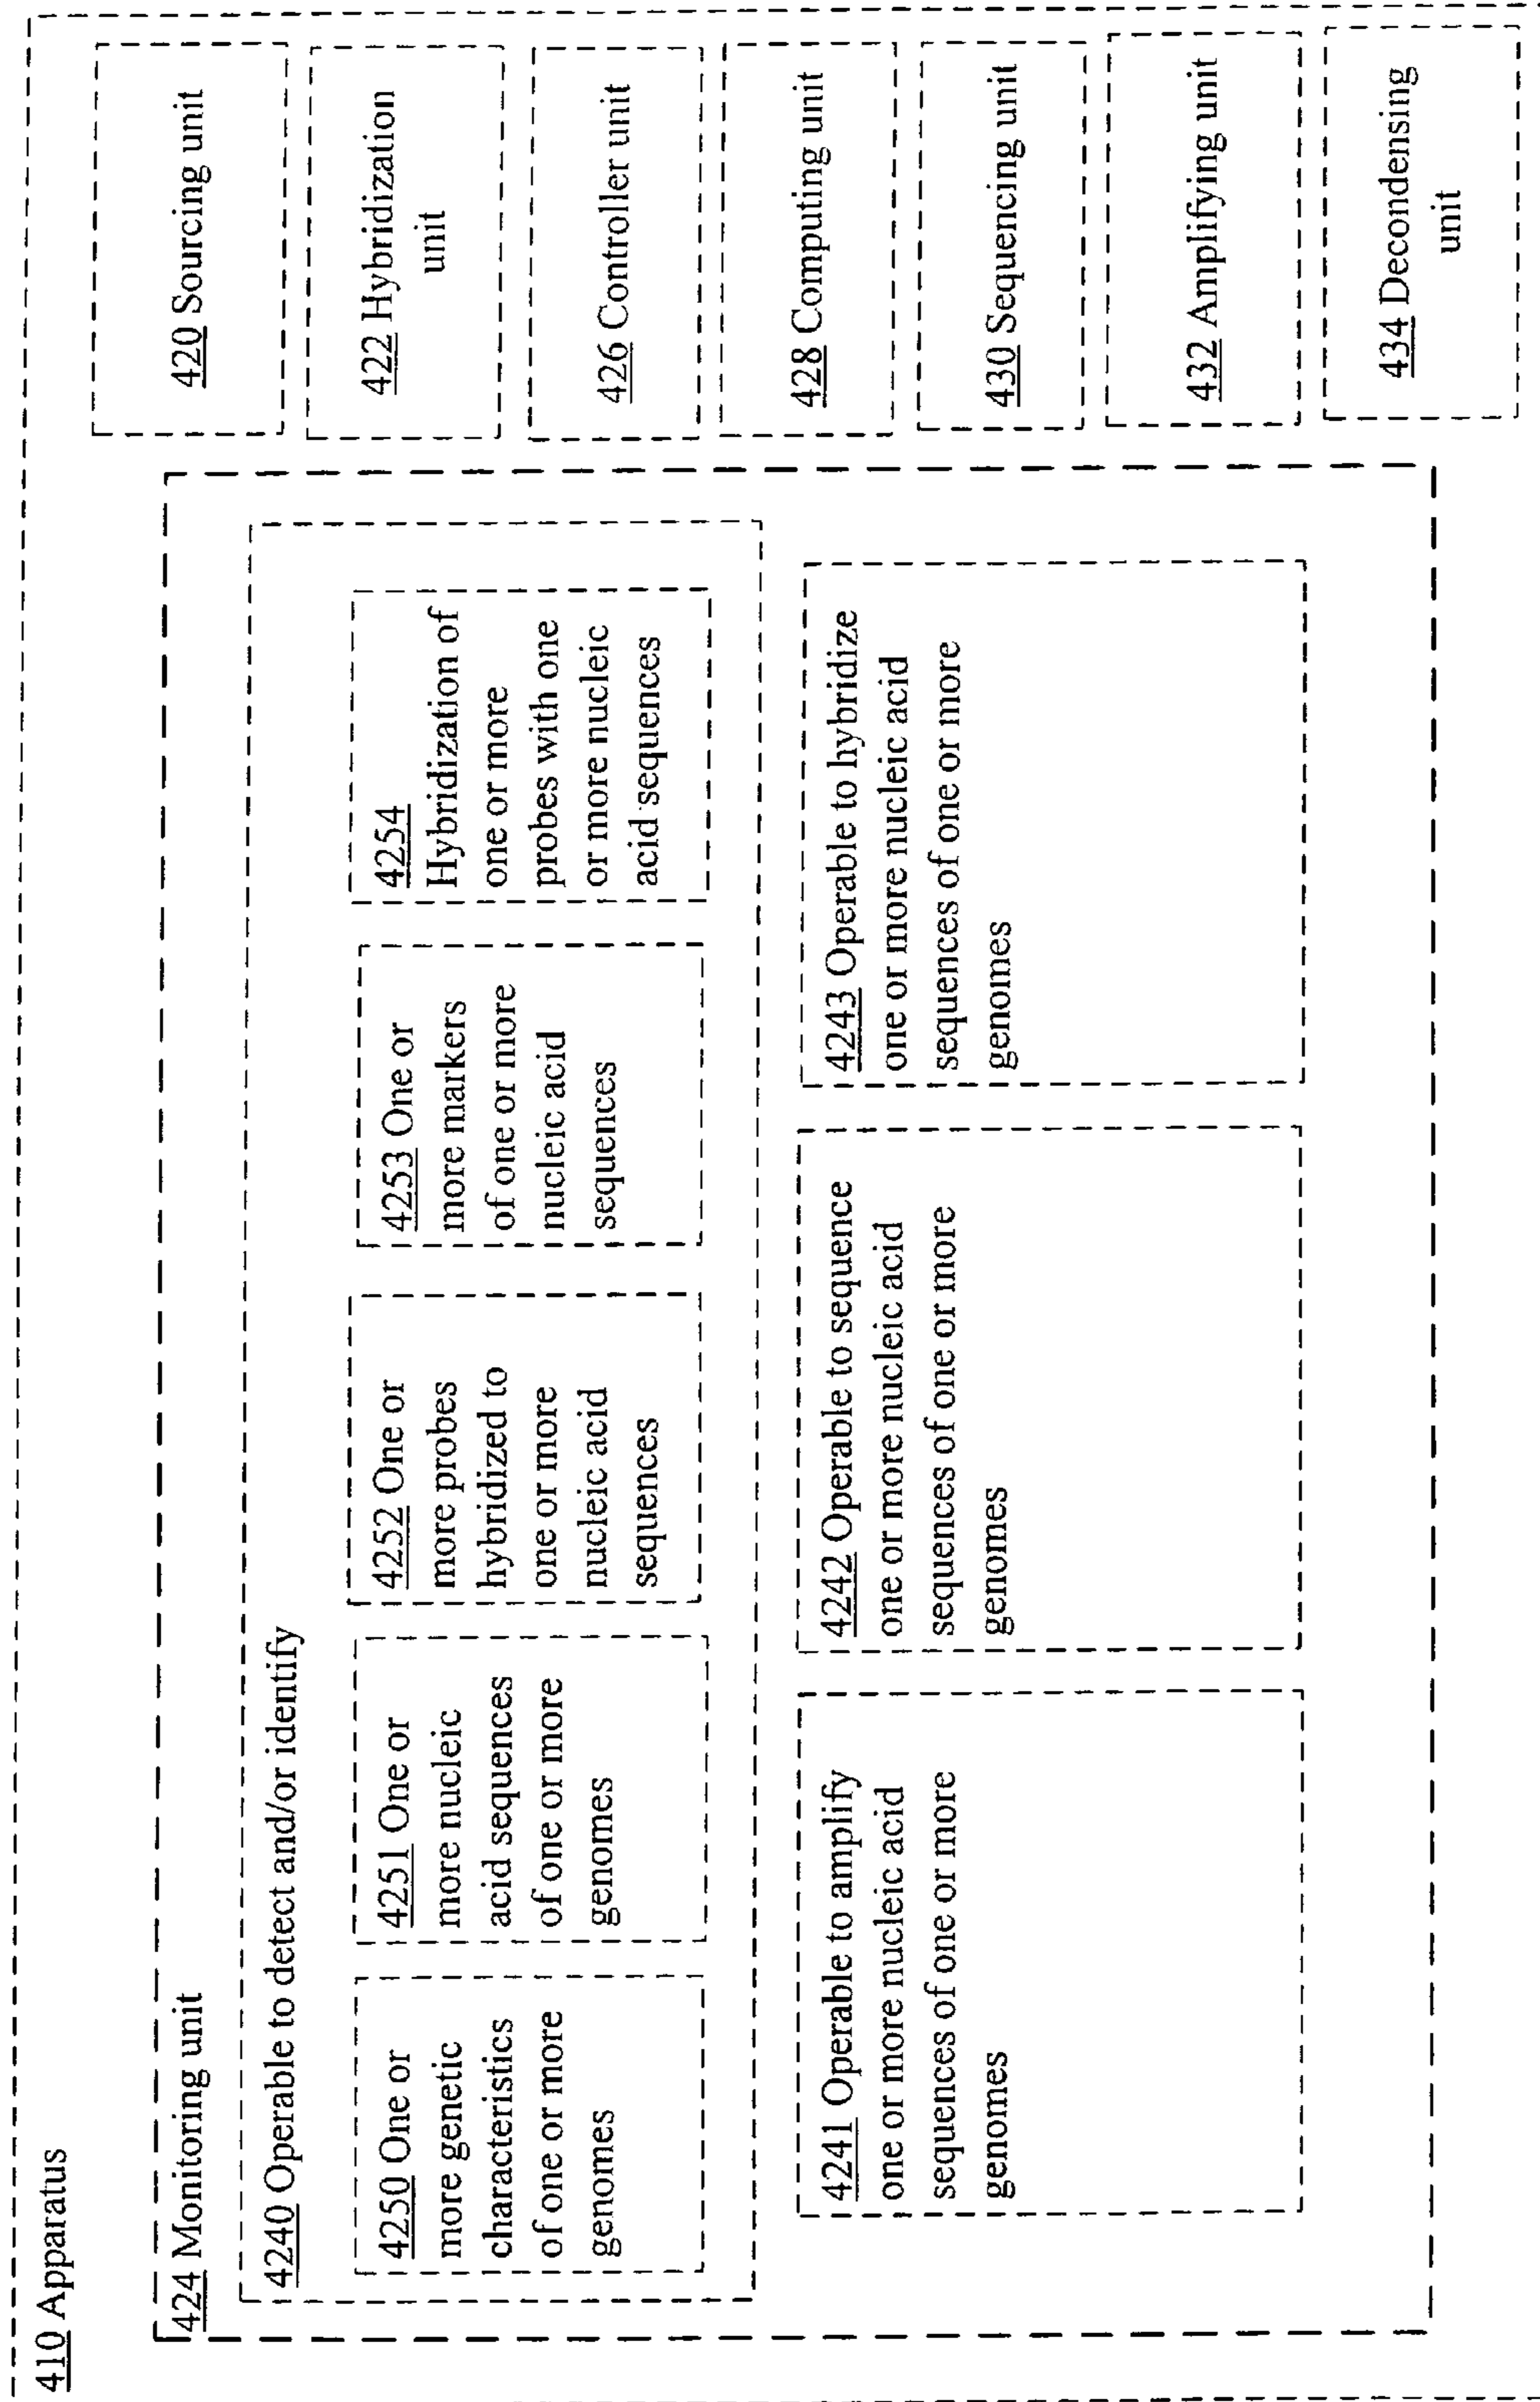 410 Apparatus
424 Monitoring unit
4240 Operable to detect and/or identify
4250 One or
more genetic
characteristics
of one or more
genomes
4251 One or
more nucleic
acid sequences
of one or more
genomes
4252 One or
more probes
hybridized to
one or more
nucleic acid
sequences
4253 One or
more markers
of one or more
nucleic acid
sequences
4254
Hybridization of
one or more
probes with one
or more nucleic
acid sequences
4241 Operable to amplify
one or more nucleic acid
sequences of one or more
genomes
4242 Operable to sequence
one or more nucleic acid
sequences of one or more
genomes
4243 Operable to hybridize
one or more nucleic acid
sequences of one or more
genomes
420 Sourcing unit
422 Hybridization
unit
426 Controller unit
428 Computing unit
430 Sequencing unit
432 Amplifying unit
434 Decondensing
unit